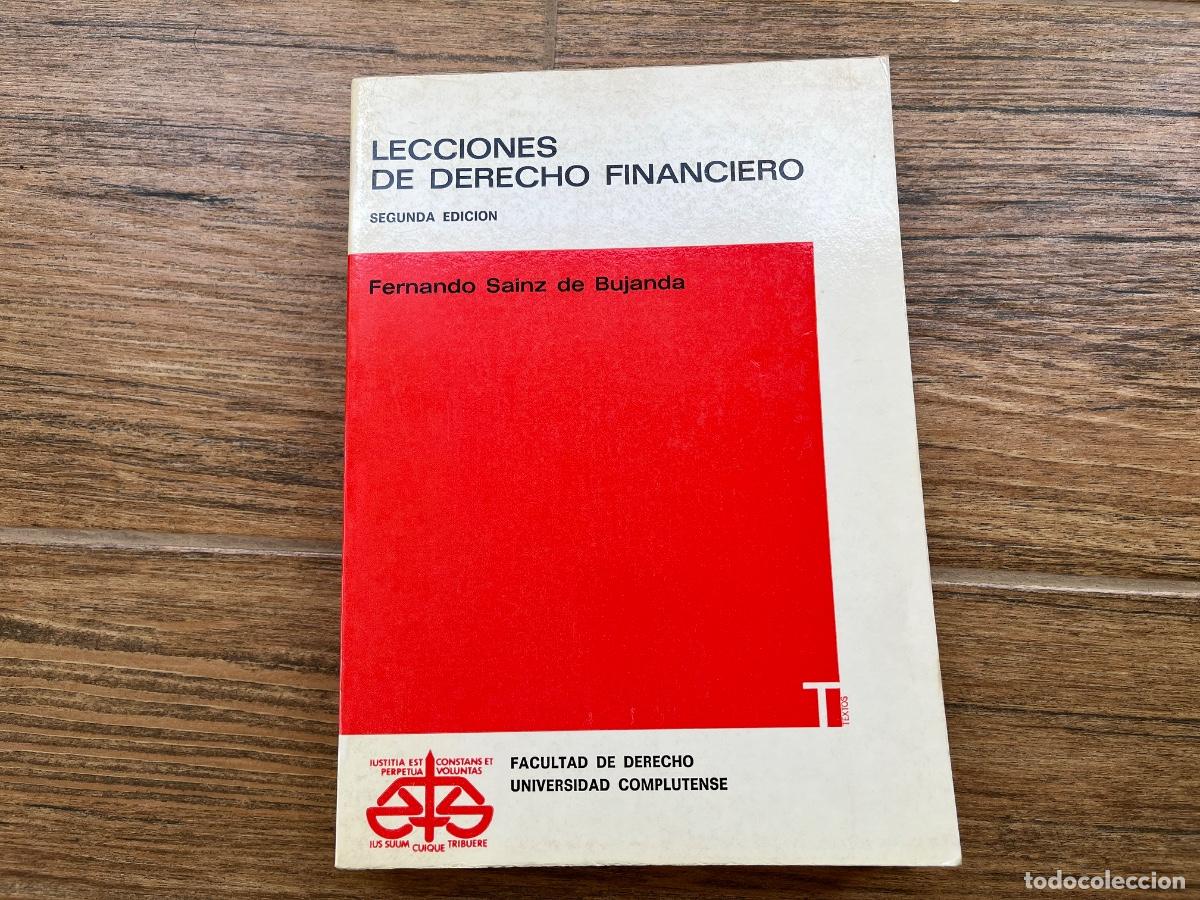 LECCIONES
DE DERECHO FINANCIERO
SEGUNDA EDICION
Fernando Sainz de Bujanda
T
TEXTOS
IUSTITIA EST CONSTANS ET
PERPETUA VOLUNTAS
IUS SUUM CUIQUE TRIBUERE
FACULTAD DE DERECHO
UNIVERSIDAD COMPLUTENSE
todocoleccion